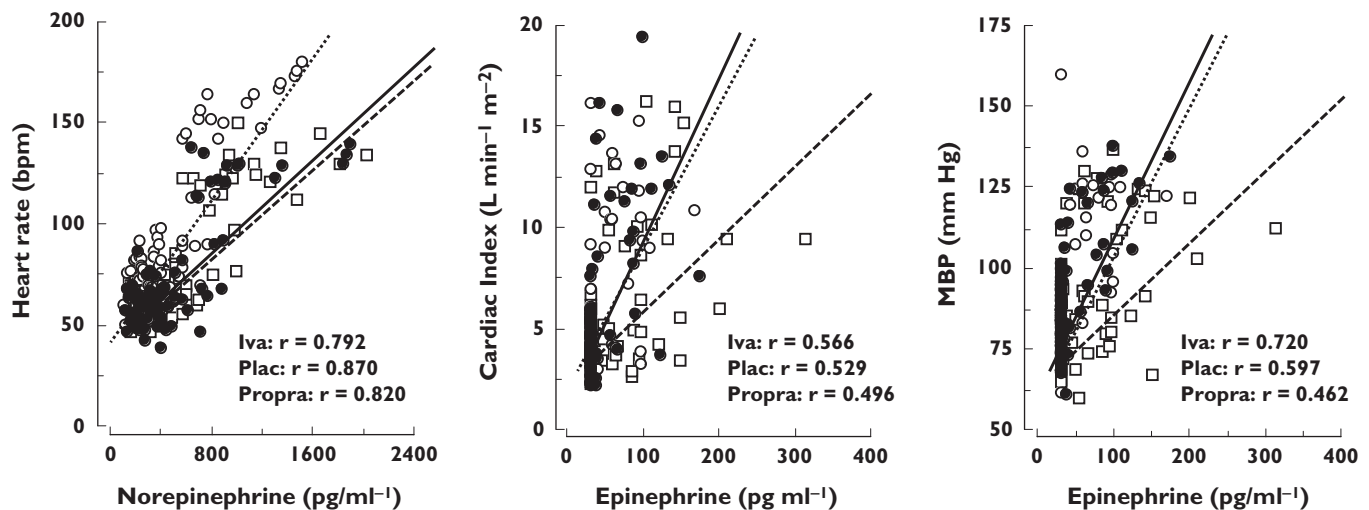 Heart rate (bpm)
200
150
100
50
0
0 800 1600 2400
Norepinephrine (pg/ml⁻¹)
Iva: r = 0.792
Plac: r = 0.870
Propra: r = 0.820
Cardiac Index (L min⁻¹ m⁻²)
20
15
10
5
0
0 100 200 300 400
Epinephrine (pg ml⁻¹)
Iva: r = 0.566
Plac: r = 0.529
Propra: r = 0.496
MBP (mm Hg)
175
150
125
100
75
50
0 100 200 300 400
Epinephrine (pg/ml⁻¹)
Iva: r = 0.720
Plac: r = 0.597
Propra: r = 0.462